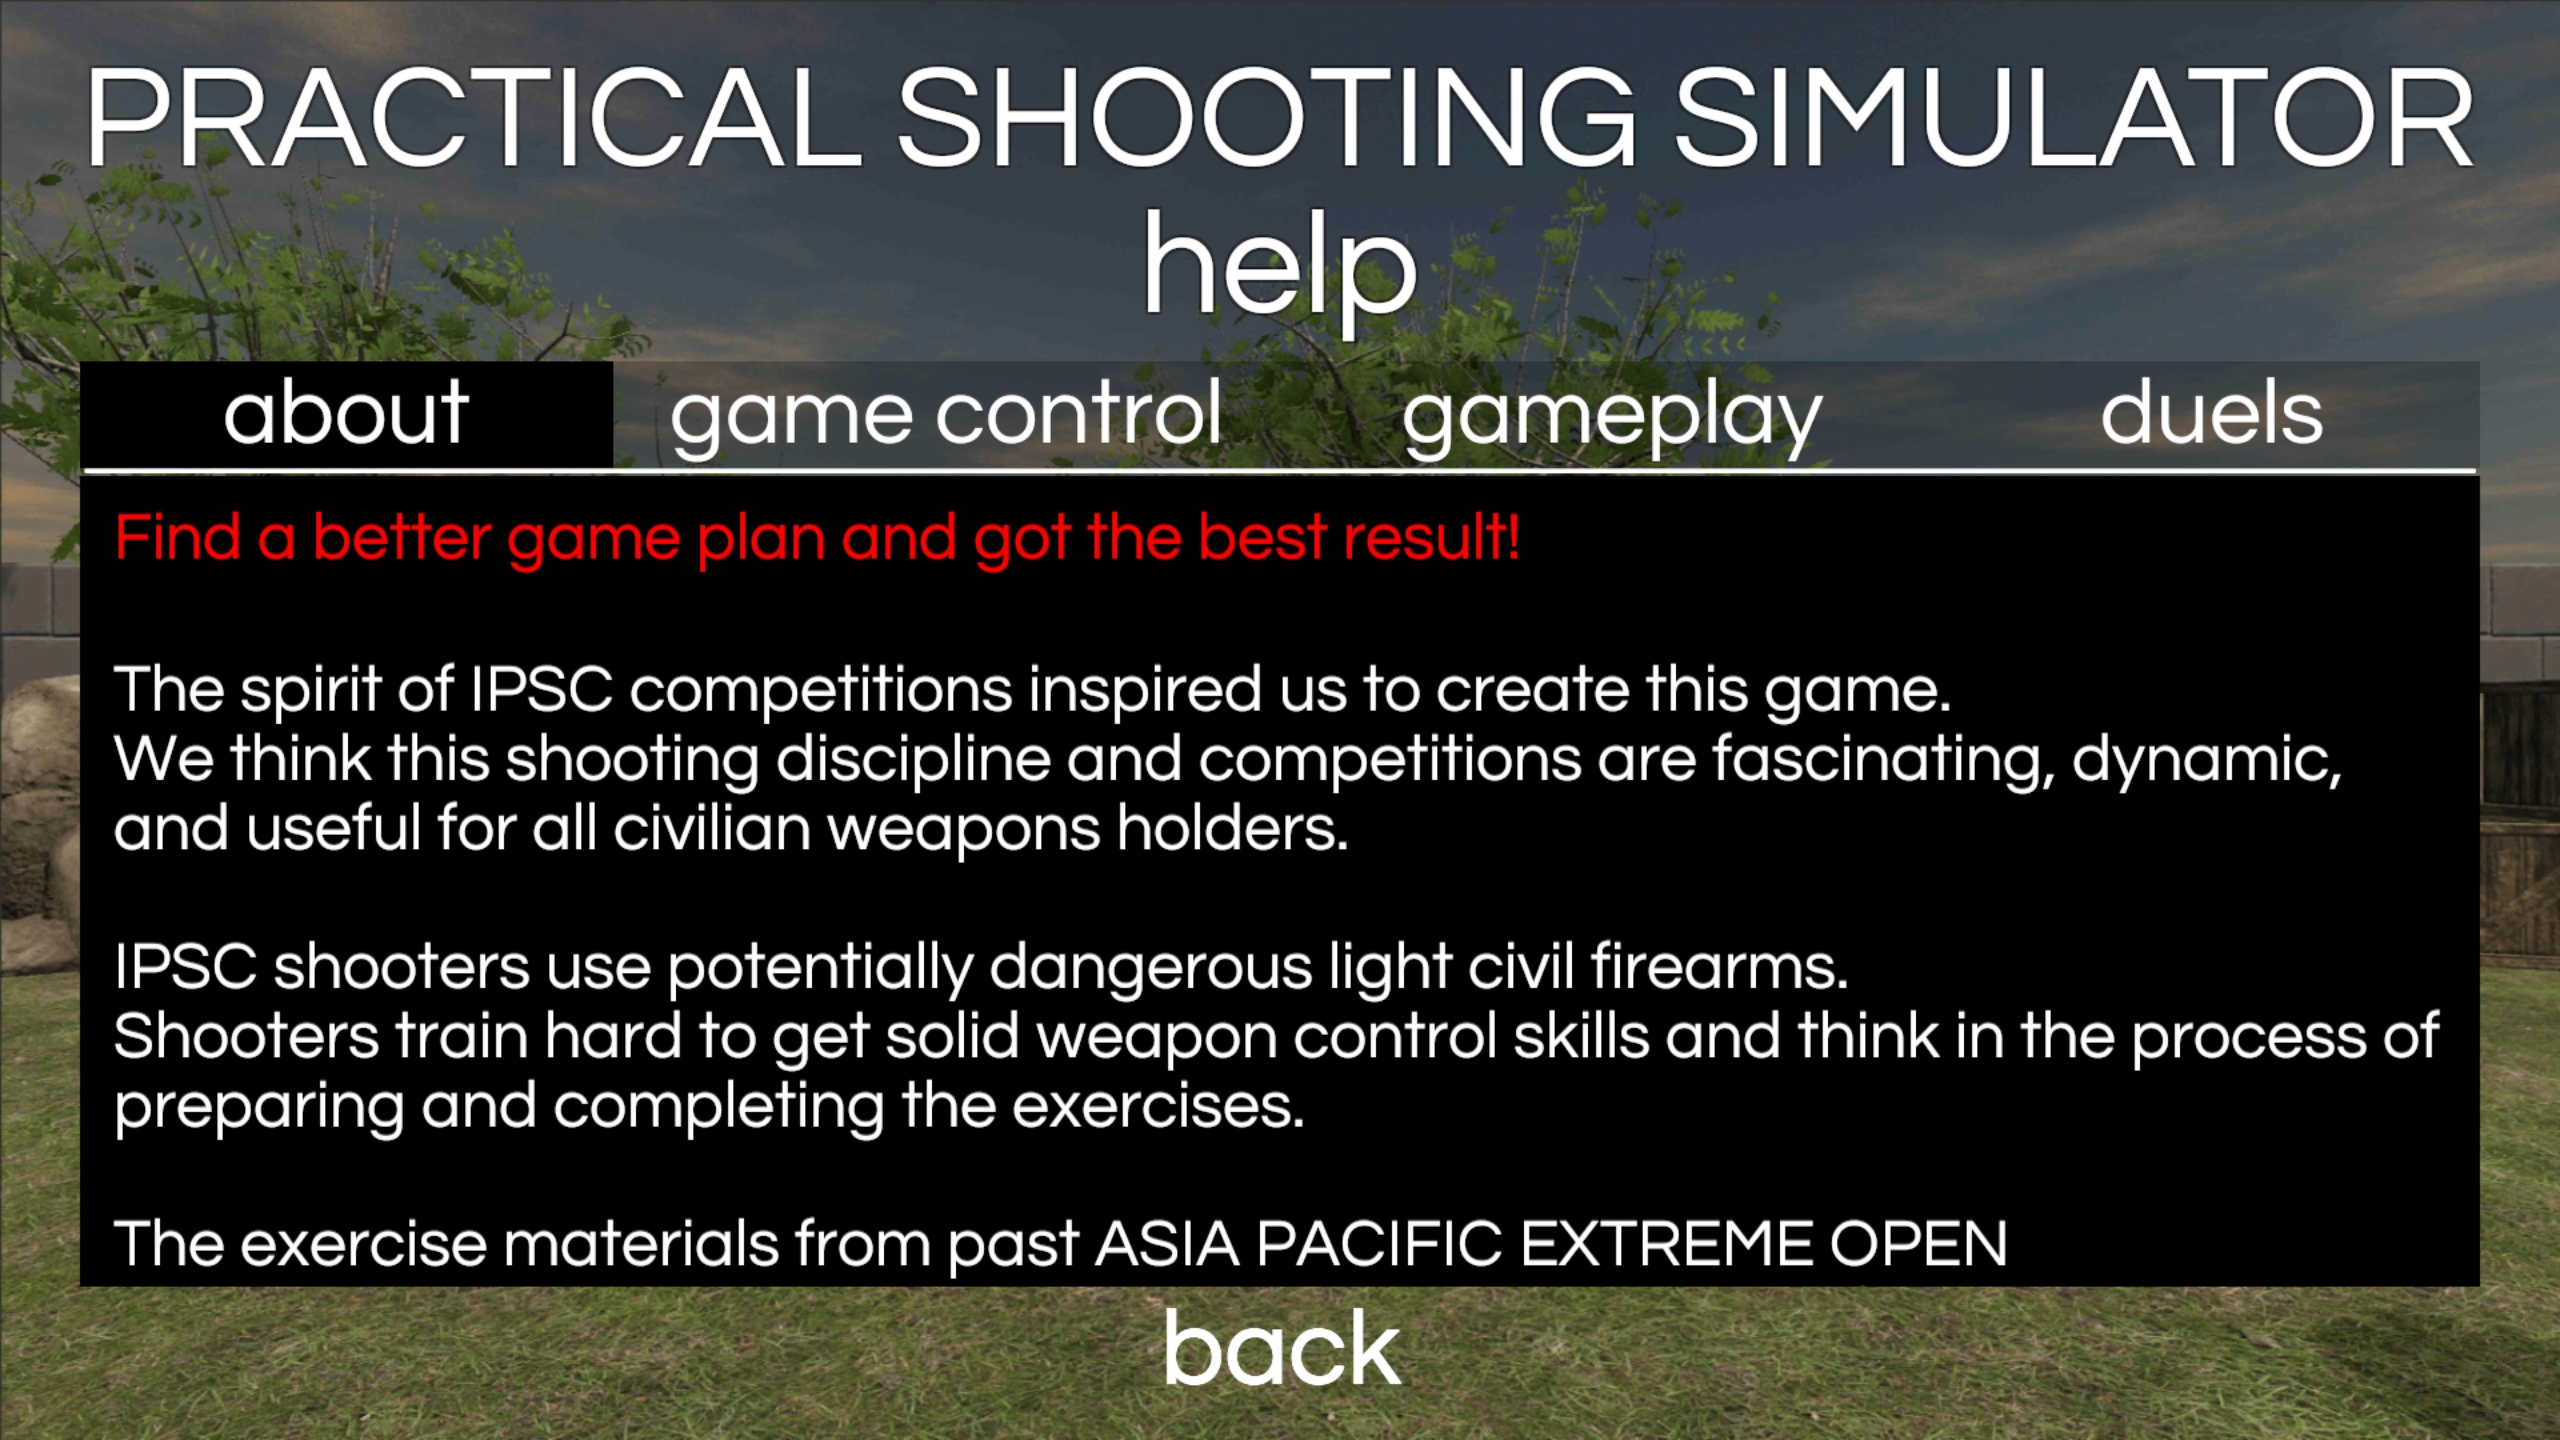 PRACTICAL SHOOTING SIMULATOR
help
about game control gameplay duels
Find a better game plan and got the best result!
The spirit of IPSC competitions inspired us to create this game.
We think this shooting discipline and competitions are fascinating, dynamic,
and useful for all civilian weapons holders.
IPSC shooters use potentially dangerous light civil firearms.
Shooters train hard to get solid weapon control skills and think in the process of
preparing and completing the exercises.
The exercise materials from past ASIA PACIFIC EXTREME OPEN
back